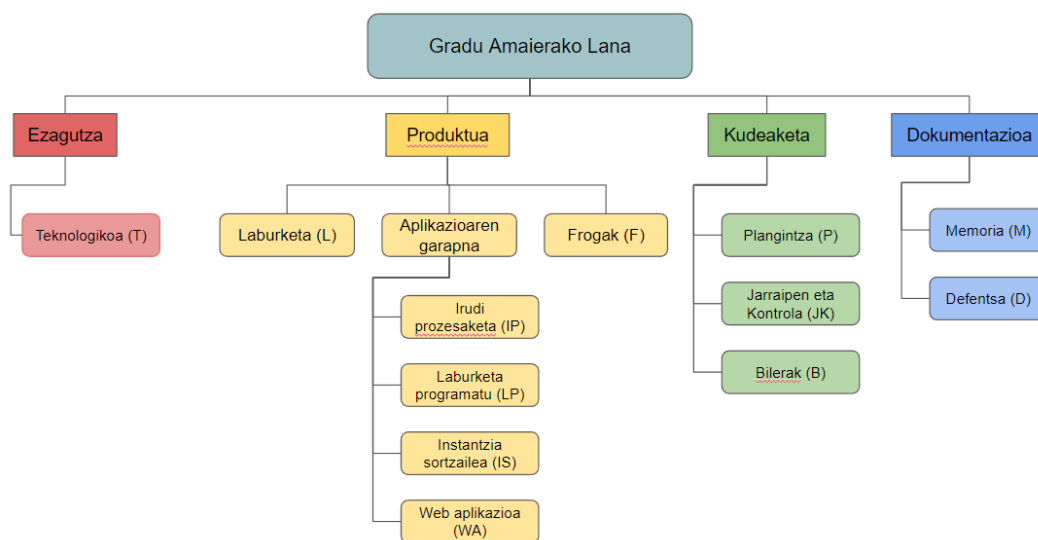 Gradu Amaierako Lana
Ezagutza
Produktua
Kudeaketa
Dokumentazioa
Teknologikoa (T)
Laburketa (L)
Aplikazioaren
garapna
Frogak (F)
Plangintza (P)
Memoria (M)
Jarraipen eta
Kontrola (JK)
Defentsa (D)
Bilerak (B)
Irudi
prozesaketa (IP)
Laburketa
programatu (LP)
Instantzia
sortzailea (IS)
Web aplikazioa
(WA)